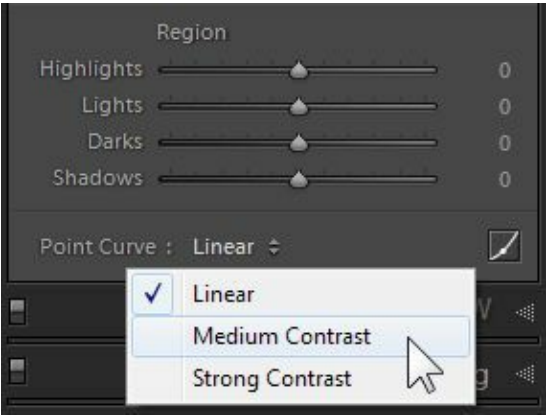 Region
Highlights 0
Lights 0
Darks 0
Shadows 0
Point Curve : Linear
Linear
W
Medium Contrast
Strong Contrast g